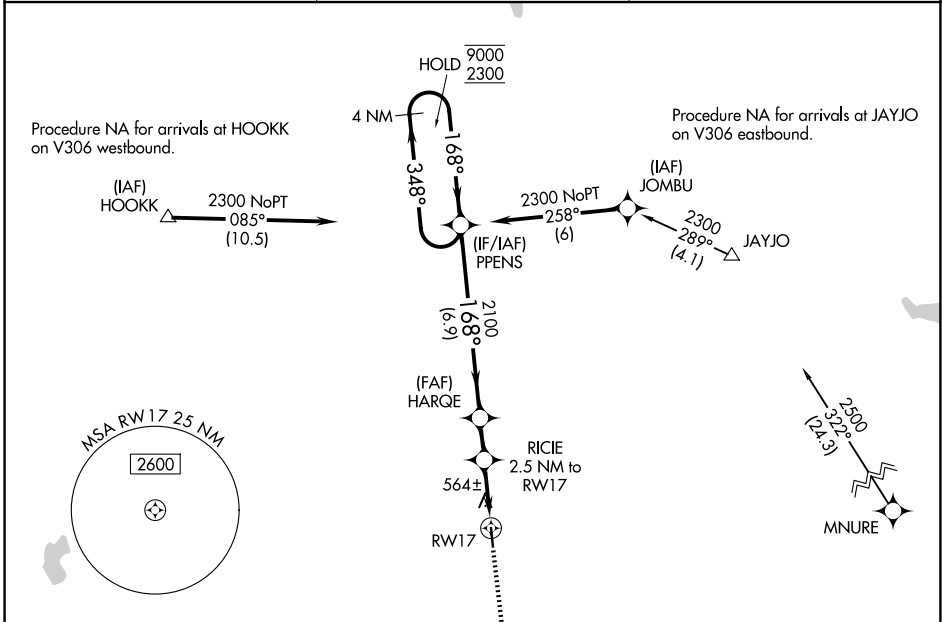 HOLD 9000
2300
4 NM
168°
348°
Procedure NA for arrivals at HOOKK
on V306 westbound.
Procedure NA for arrivals at JAYJO
on V306 eastbound.
(IAF)
HOOKK
2300 NoPT
085°
(10.5)
(IAF)
JOMBU
2300 NoPT
258°
(6)
2300
289°
(4.1)
JAYJO
(IF/IAF)
PPENS
2100
168°
(6.9)
(FAF)
HARQE
RICIE
2.5 NM to
RW17
564±
RW17
MSA RW17 25 NM
2600
2500
322°
(24.3)
MNURE